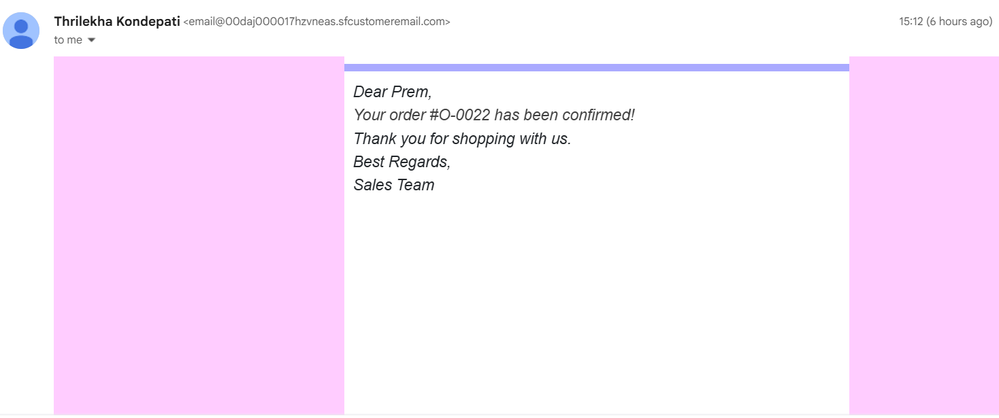 Thrilekha Kondepati <email@00daj000017hzvneas.sfcustomeremail.com>
15:12 (6 hours ago)
to me
Dear Prem,
Your order #O-0022 has been confirmed!
Thank you for shopping with us.
Best Regards,
Sales Team